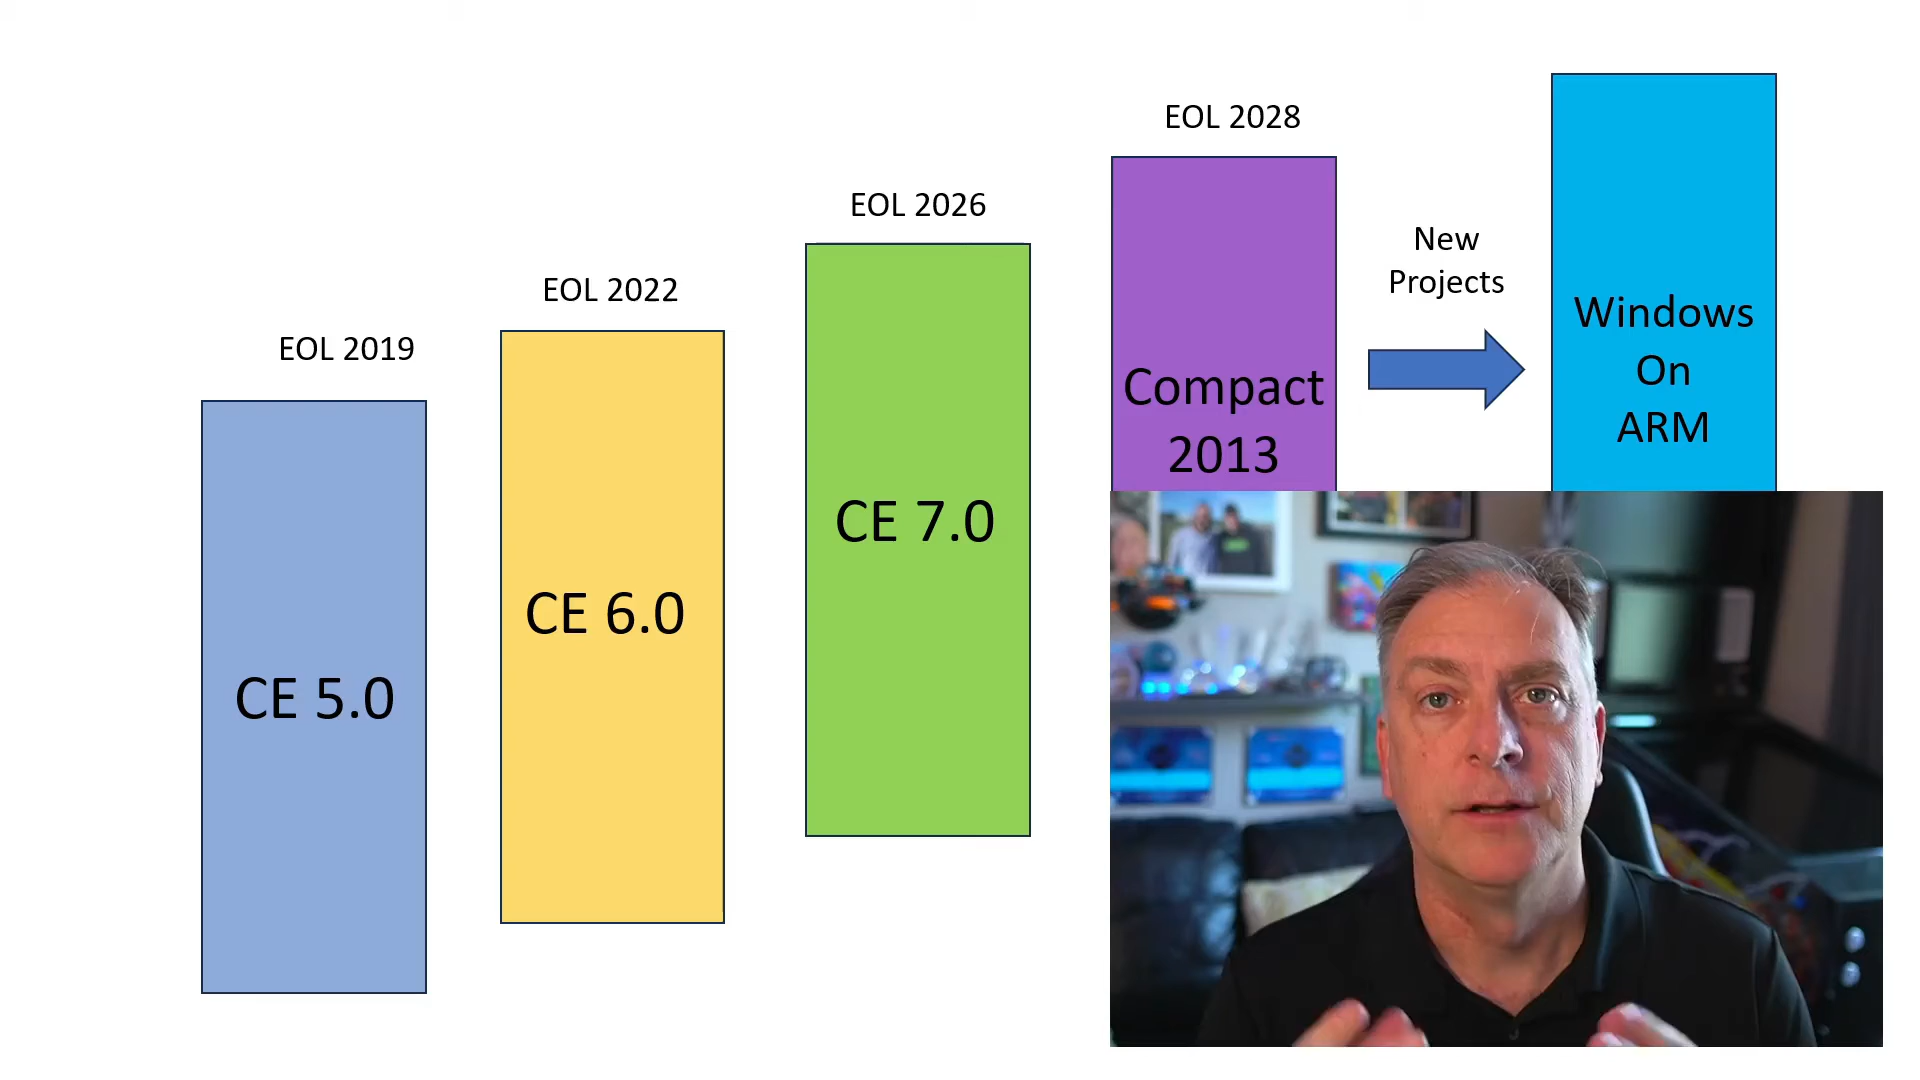 EOL 2019
CE 5.0
EOL 2022
CE 6.0
EOL 2026
CE 7.0
EOL 2028
Compact
2013
New
Projects
Windows
On
ARM